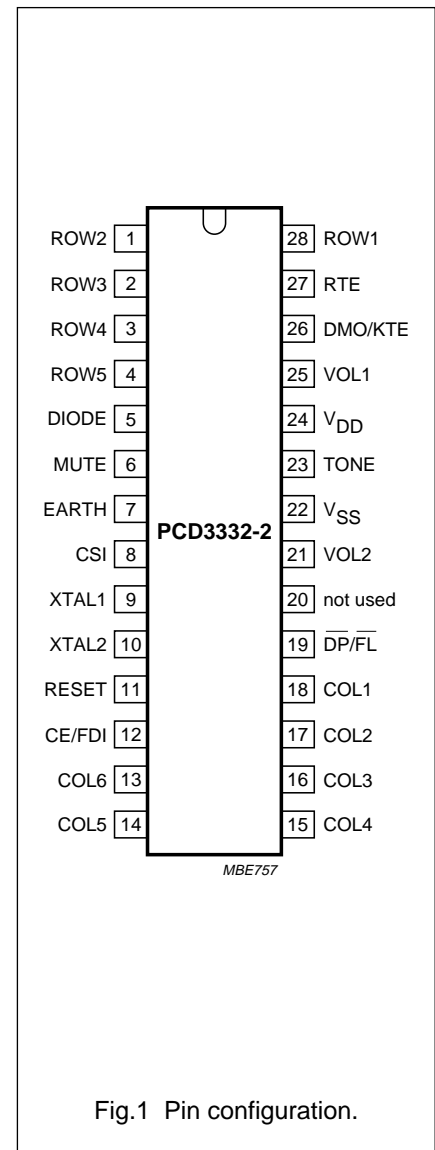 ROW2 1 28 ROW1
ROW3 2 27 RTE
ROW4 3 26 DMO/KTE
ROW5 4 25 VOL1
DIODE 5 24 VDD
MUTE 6 23 TONE
EARTH 7 22 VSS
PCD3332-2
CSI 8 21 VOL2
XTAL1 9 20 not used
XTAL2 10 19 D̅P̅/F̅L̅
RESET 11 18 COL1
CE/FDI 12 17 COL2
COL6 13 16 COL3
COL5 14 15 COL4
MBE757
Fig.1 Pin configuration.